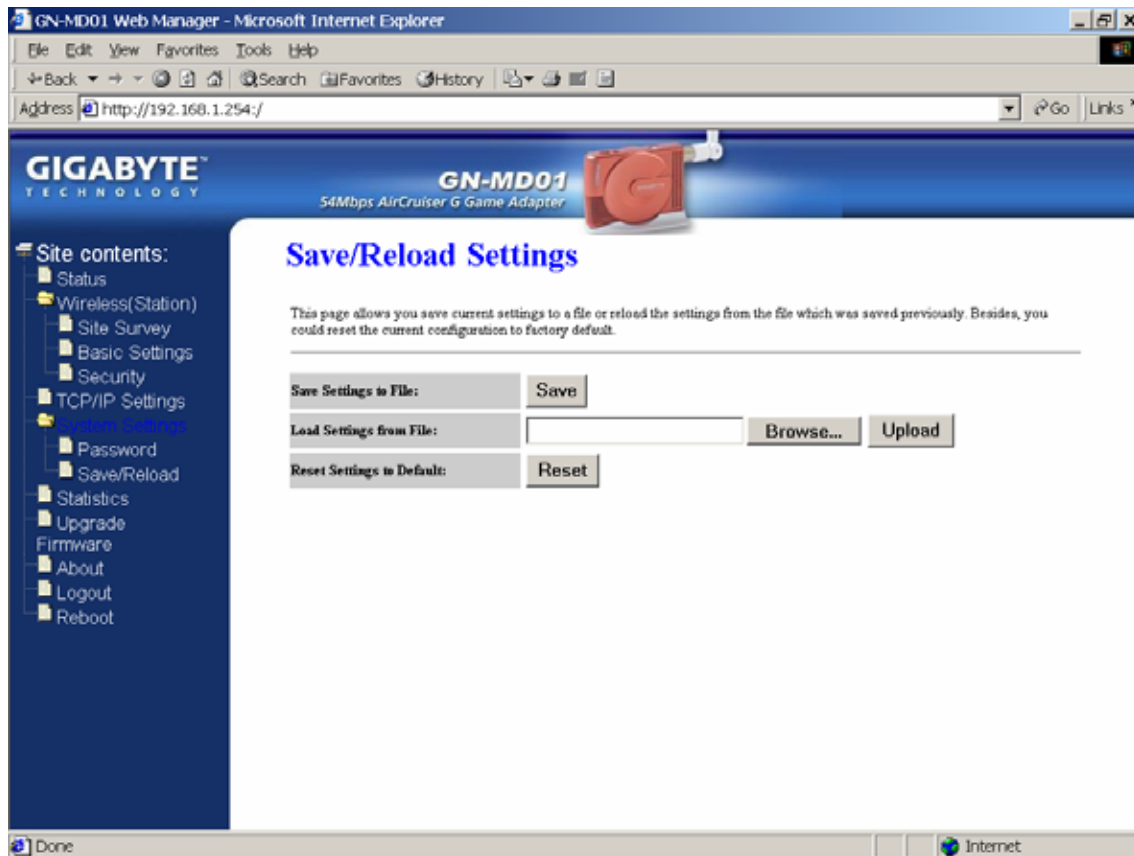 GN-MD01 Web Manager - Microsoft Internet Explorer
File Edit View Favorites Tools Help
Back Search Favorites History
Address http://192.168.1.254:/ Go Links
GIGABYTE™
TECHNOLOGY
GN-MD01
54Mbps AirCruiser G Game Adapter
Site contents:
Status
Wireless(Station)
Site Survey
Basic Settings
Security
TCP/IP Settings
System Settings
Password
Save/Reload
Statistics
Upgrade
Firmware
About
Logout
Reboot
Save/Reload Settings
This page allows you save current settings to a file or reload the settings from the file which was saved previously. Besides, you
could reset the current configuration to factory default.
Save Settings to File: Save
Load Settings from File: Browse... Upload
Reset Settings to Default: Reset
Done Internet